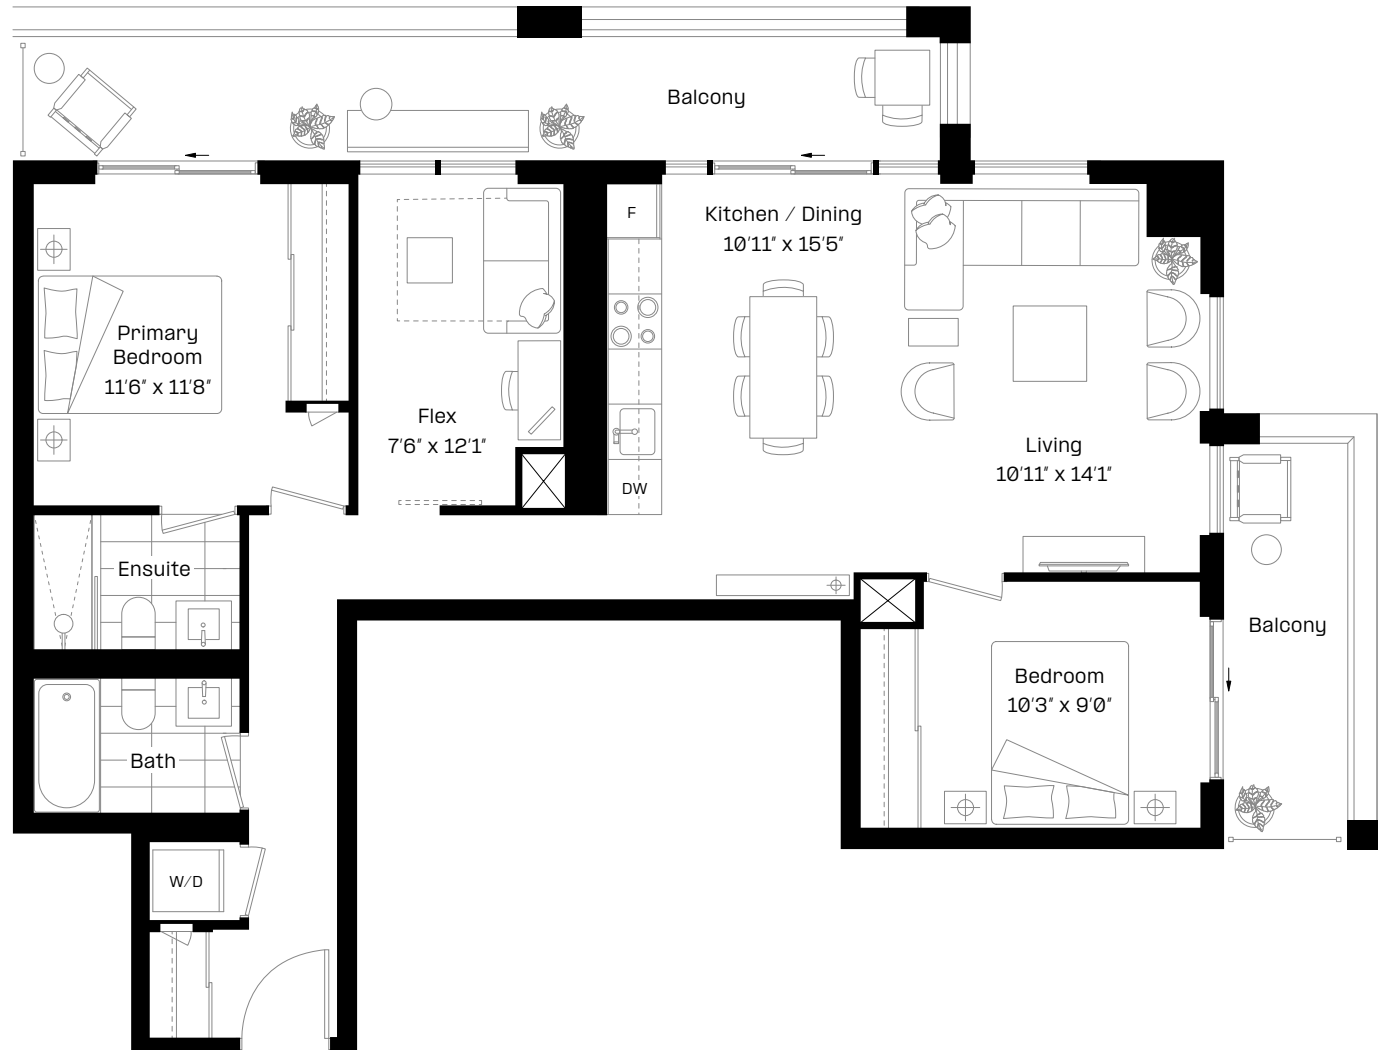 Balcony
F
Kitchen / Dining
10'11" x 15'5"
Primary
Bedroom
11'6" x 11'8"
Flex
7'6" x 12'1"
Living
10'11" x 14'1"
DW
Ensuite
Balcony
Bedroom
10'3" x 9'0"
Bath
W/D